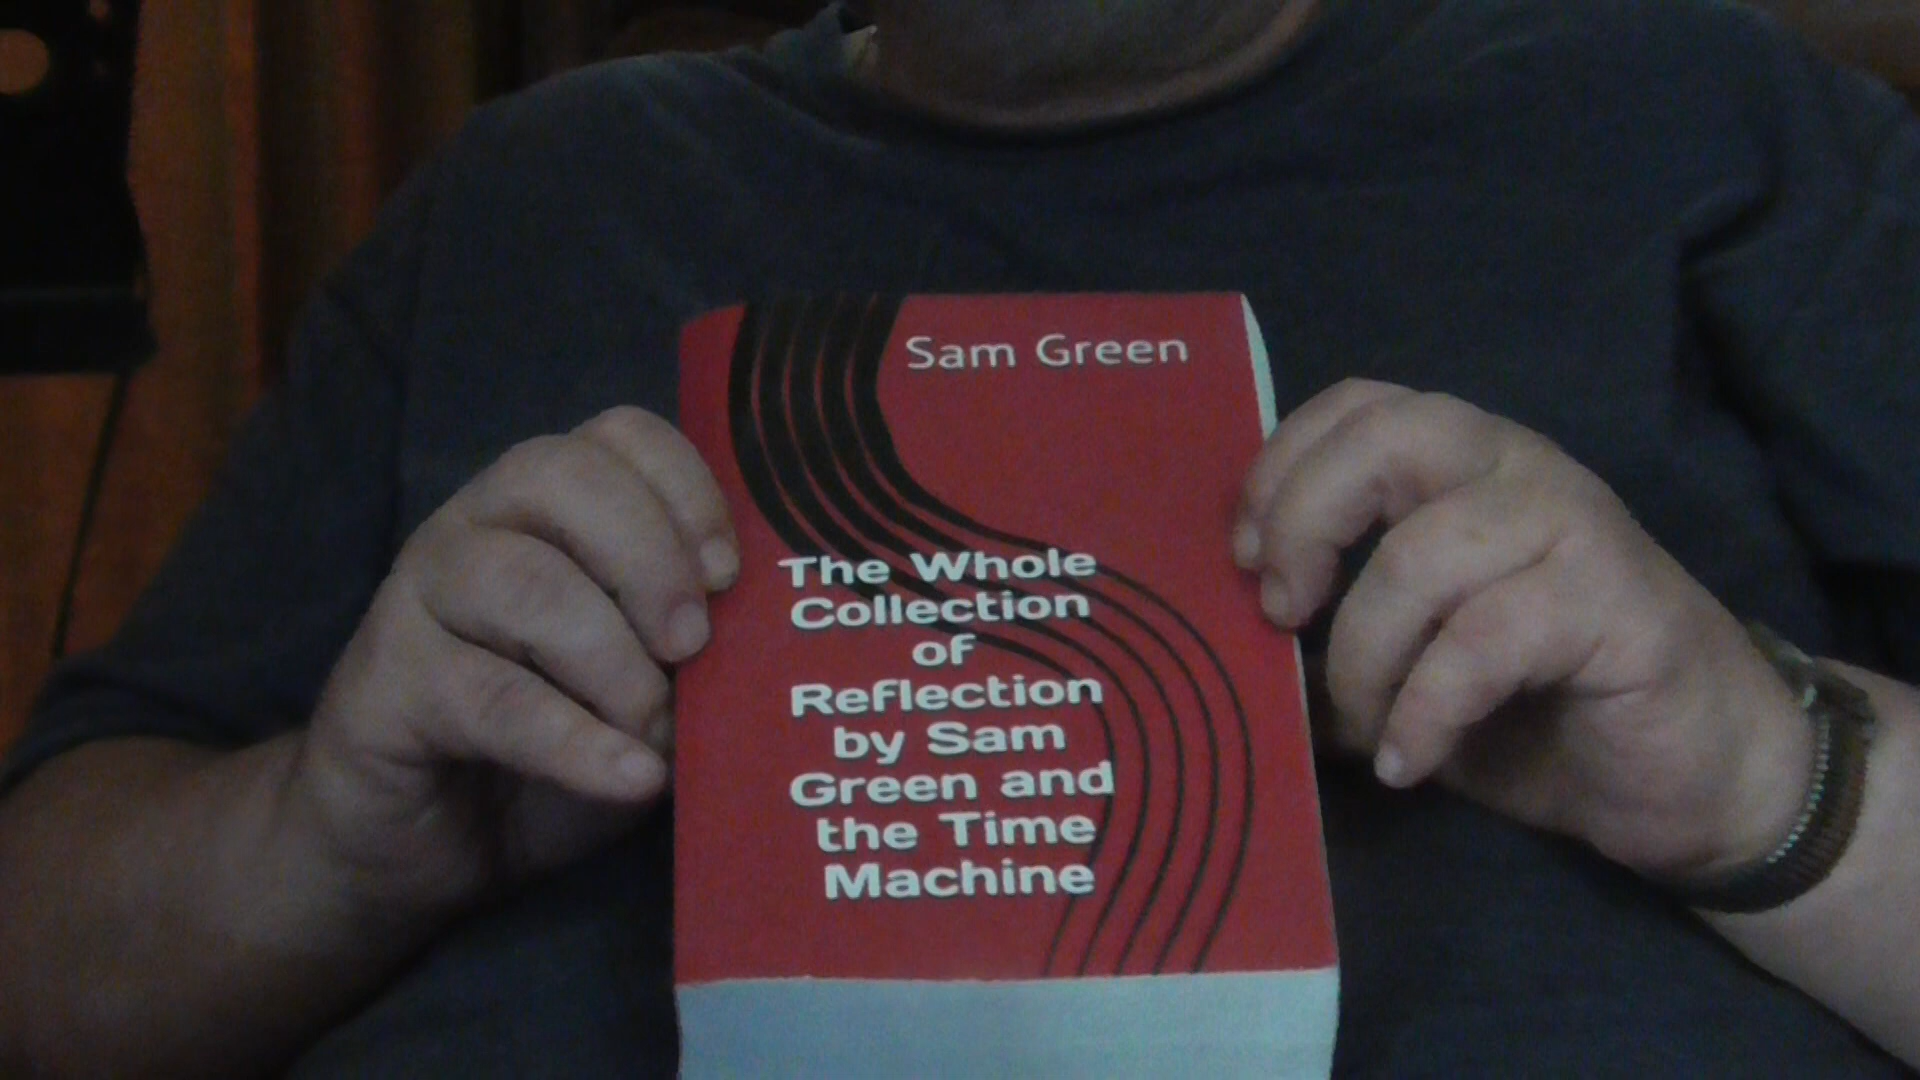 Sam Green
The Whole
Collection
of
Reflection
by Sam
Green and
the Time
Machine